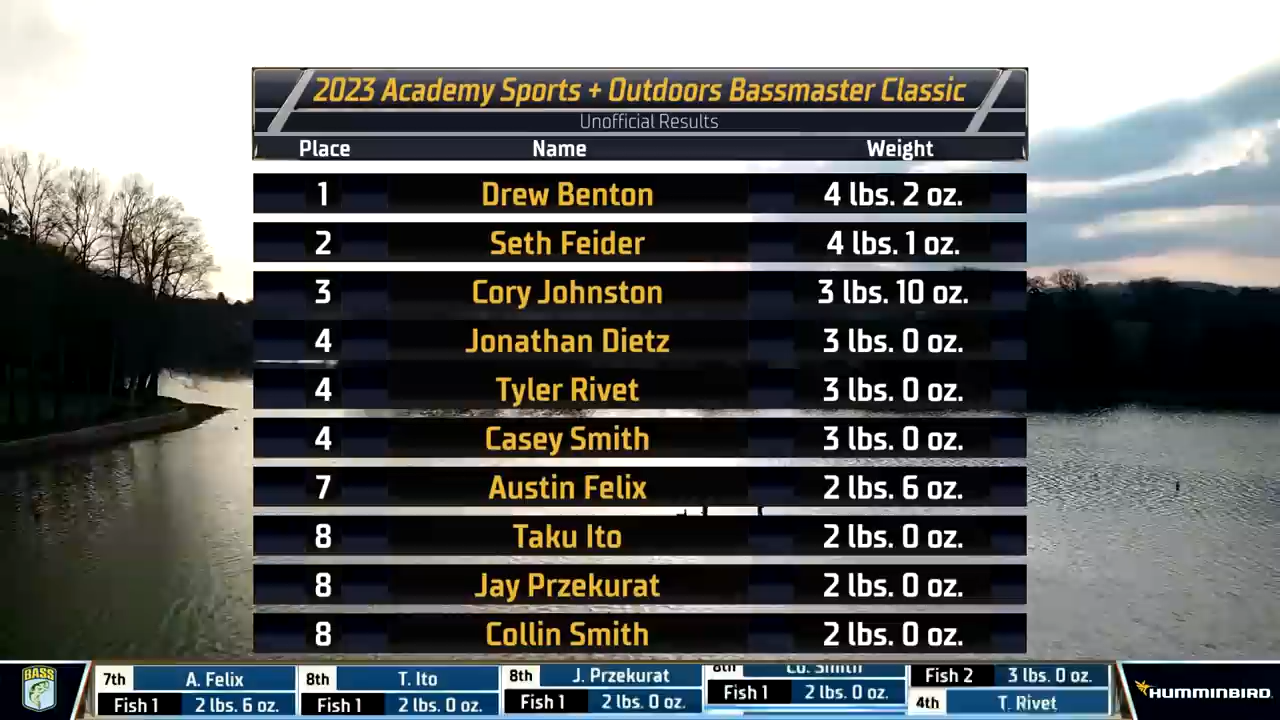 2023 Academy Sports + Outdoors Bassmaster Classic
Unofficial Results
Place Name Weight
1 Drew Benton 4 lbs. 2 oz.
2 Seth Feider 4 lbs. 1 oz.
3 Cory Johnston 3 lbs. 10 oz.
4 Jonathan Dietz 3 lbs. 0 oz.
4 Tyler Rivet 3 lbs. 0 oz.
4 Casey Smith 3 lbs. 0 oz.
7 Austin Felix 2 lbs. 6 oz.
8 Taku Ito 2 lbs. 0 oz.
8 Jay Przekurat 2 lbs. 0 oz.
8 Collin Smith 2 lbs. 0 oz.
BASS
7th A. Felix
Fish 1 2 lbs. 6 oz.
8th T. Ito
Fish 1 2 lbs. 0 oz.
8th J. Przekurat
Fish 1 2 lbs. 0 oz.
8th Co. Smith
Fish 1 2 lbs. 0 oz.
Fish 2 3 lbs. 0 oz.
4th T. Rivet
HUMMINBIRD